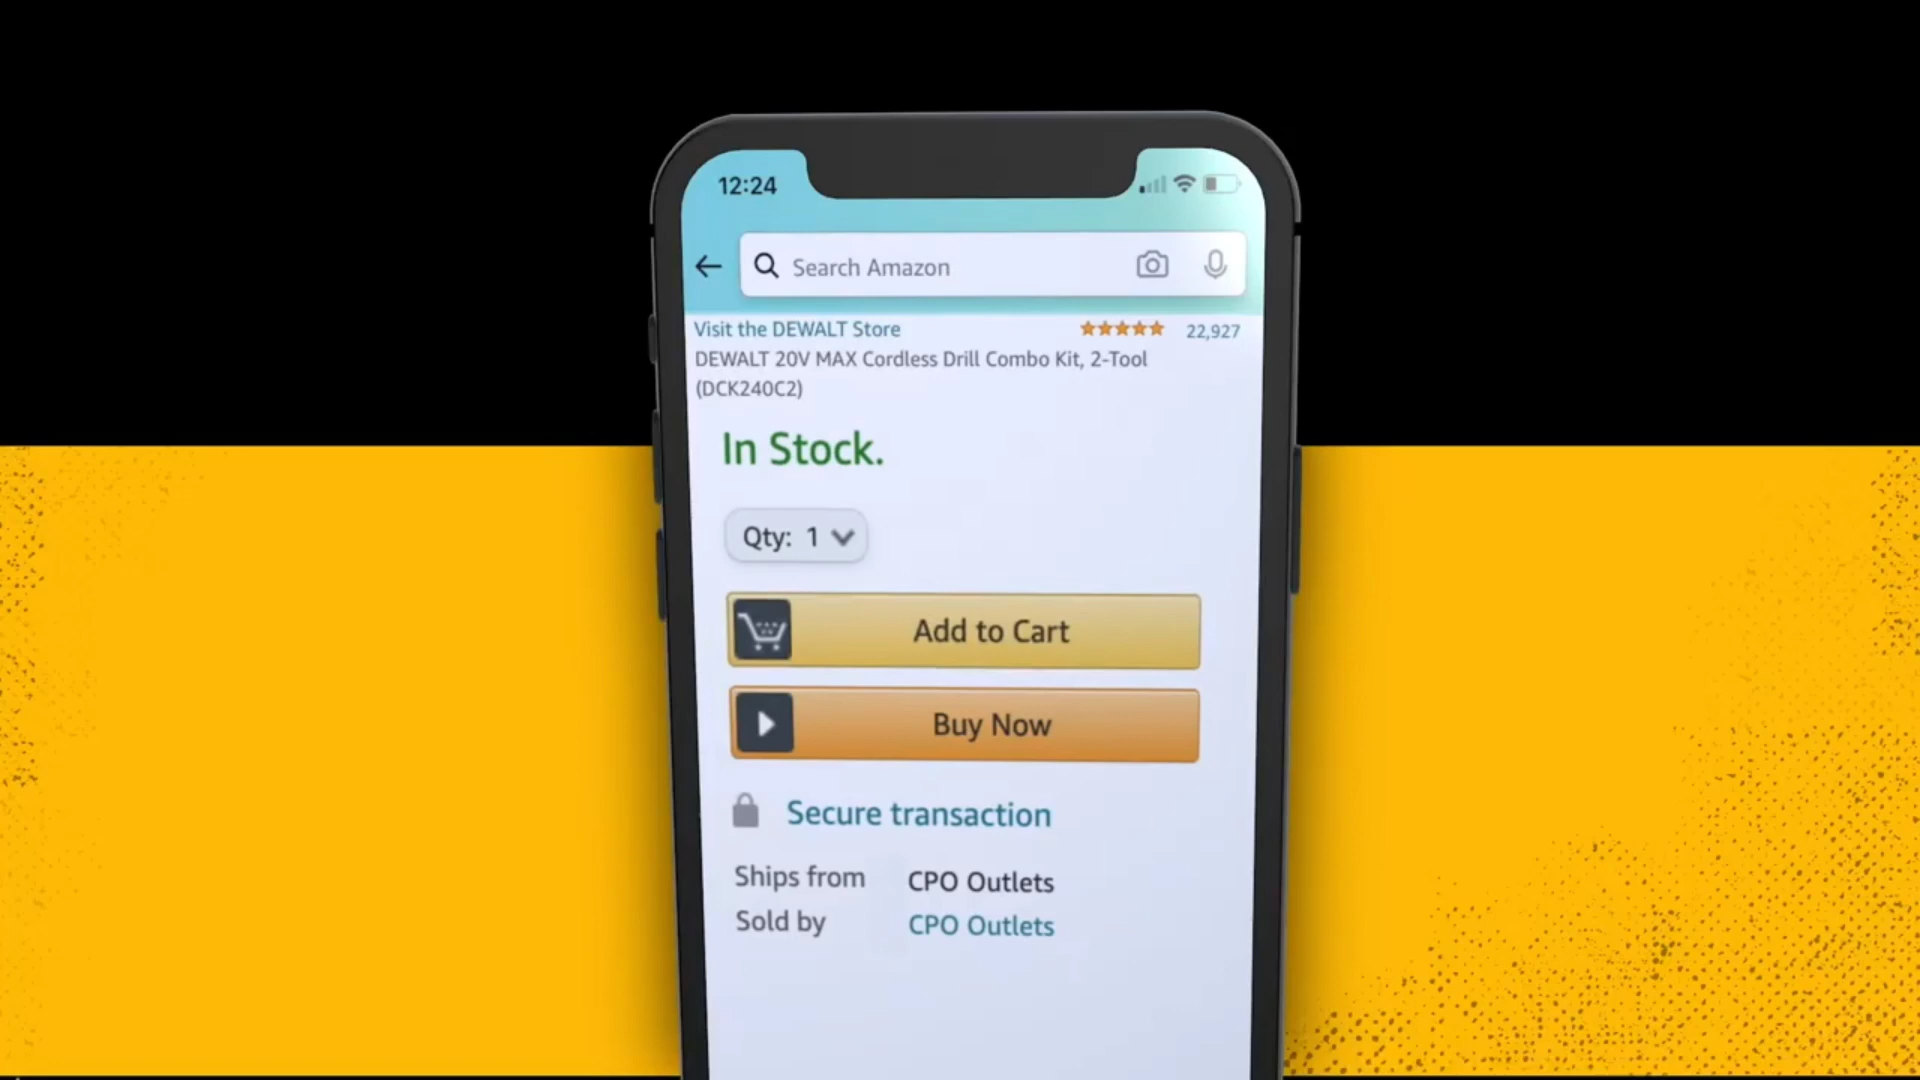 12:24
Search Amazon
Visit the DEWALT Store 22,927
DEWALT 20V MAX Cordless Drill Combo Kit, 2-Tool
(DCK240C2)
In Stock.
Qty: 1
Add to Cart
Buy Now
Secure transaction
Ships from CPO Outlets
Sold by CPO Outlets